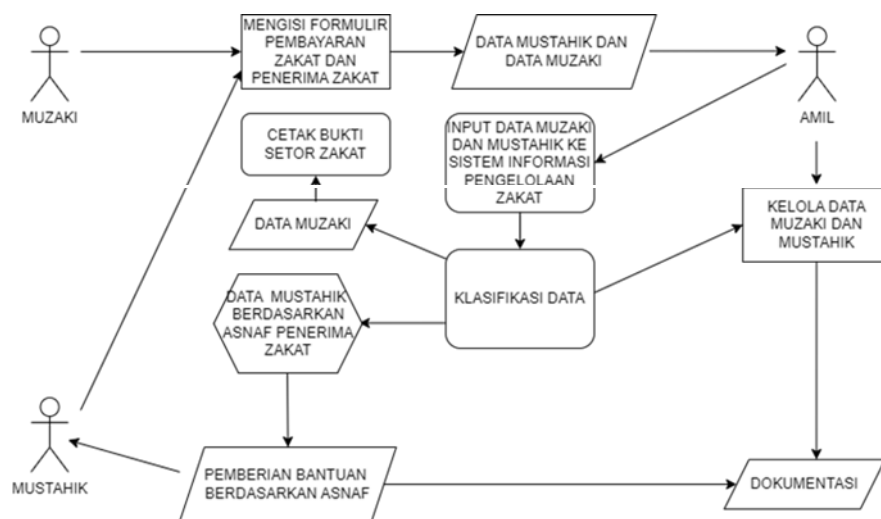 MENGISI FORMULIR
PEMBAYARAN
ZAKAT DAN
PENERIMA ZAKAT
DATA MUSTAHIK DAN
DATA MUZAKI
MUZAKI
AMIL
CETAK BUKTI
SETOR ZAKAT
INPUT DATA MUZAKI
DAN MUSTAHIK KE
SISTEM INFORMASI
PENGELOLAAN
ZAKAT
KELOLA DATA
MUZAKI DAN
MUSTAHIK
DATA MUZAKI
KLASIFIKASI DATA
DATA MUSTAHIK
BERDASARKAN
ASNAF PENERIMA
ZAKAT
MUSTAHIK
PEMBERIAN BANTUAN
BERDASARKAN ASNAF
DOKUMENTASI